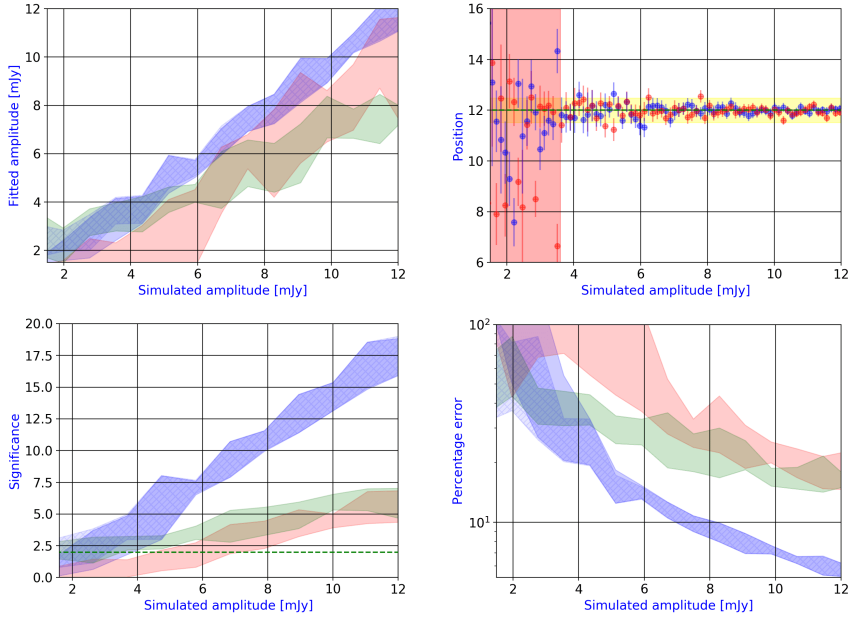 12
10
8
6
4
2
Fitted amplitude [mJy]
2 4 6 8 10 12
Simulated amplitude [mJy]
16
14
12
10
8
6
Position
2 4 6 8 10 12
Simulated amplitude [mJy]
20.0
17.5
15.0
12.5
10.0
7.5
5.0
2.5
0.0
Significance
2 4 6 8 10 12
Simulated amplitude [mJy]
10²
10¹
Percentage error
2 4 6 8 10 12
Simulated amplitude [mJy]